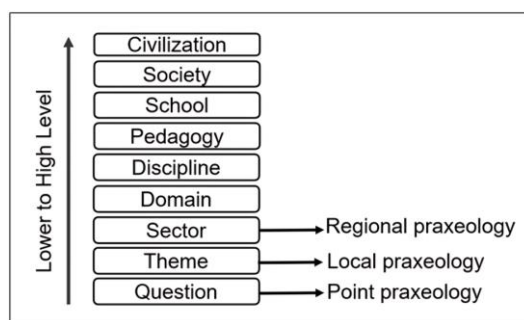 Lower to High Level
Civilization
Society
School
Pedagogy
Discipline
Domain
Sector
Regional praxeology
Theme
Local praxeology
Question
Point praxeology